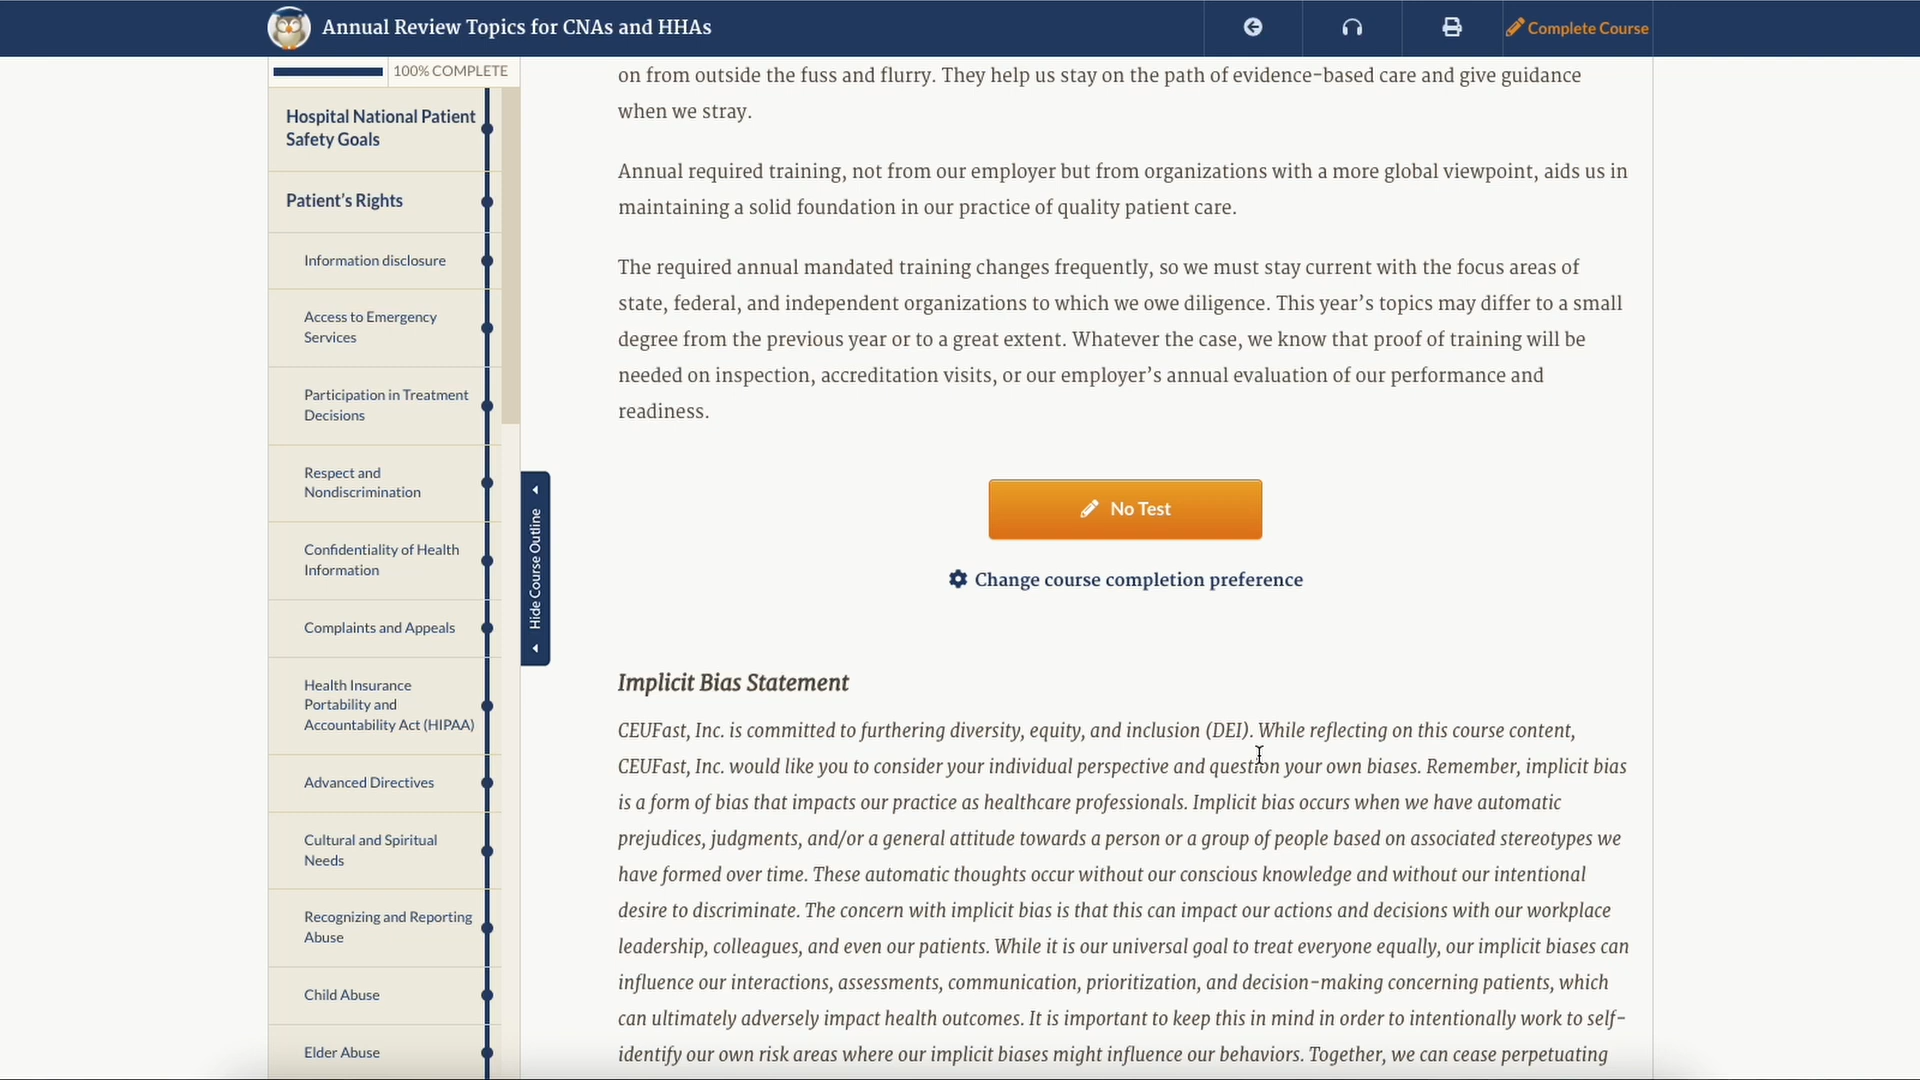 Annual Review Topics for CNAs and HHAs
Complete Course
100% COMPLETE
Hospital National Patient
Safety Goals
Patient’s Rights
Information disclosure
Access to Emergency
Services
Participation in Treatment
Decisions
Respect and
Nondiscrimination
Confidentiality of Health
Information
Complaints and Appeals
Health Insurance
Portability and
Accountability Act (HIPAA)
Advanced Directives
Cultural and Spiritual
Needs
Recognizing and Reporting
Abuse
Child Abuse
Elder Abuse
Hide Course Outline
on from outside the fuss and flurry. They help us stay on the path of evidence-based care and give guidance
when we stray.
Annual required training, not from our employer but from organizations with a more global viewpoint, aids us in
maintaining a solid foundation in our practice of quality patient care.
The required annual mandated training changes frequently, so we must stay current with the focus areas of
state, federal, and independent organizations to which we owe diligence. This year’s topics may differ to a small
degree from the previous year or to a great extent. Whatever the case, we know that proof of training will be
needed on inspection, accreditation visits, or our employer’s annual evaluation of our performance and
readiness.
No Test
Change course completion preference
Implicit Bias Statement
CEUFast, Inc. is committed to furthering diversity, equity, and inclusion (DEI). While reflecting on this course content,
CEUFast, Inc. would like you to consider your individual perspective and question your own biases. Remember, implicit bias
is a form of bias that impacts our practice as healthcare professionals. Implicit bias occurs when we have automatic
prejudices, judgments, and/or a general attitude towards a person or a group of people based on associated stereotypes we
have formed over time. These automatic thoughts occur without our conscious knowledge and without our intentional
desire to discriminate. The concern with implicit bias is that this can impact our actions and decisions with our workplace
leadership, colleagues, and even our patients. While it is our universal goal to treat everyone equally, our implicit biases can
influence our interactions, assessments, communication, prioritization, and decision-making concerning patients, which
can ultimately adversely impact health outcomes. It is important to keep this in mind in order to intentionally work to self-
identify our own risk areas where our implicit biases might influence our behaviors. Together, we can cease perpetuating